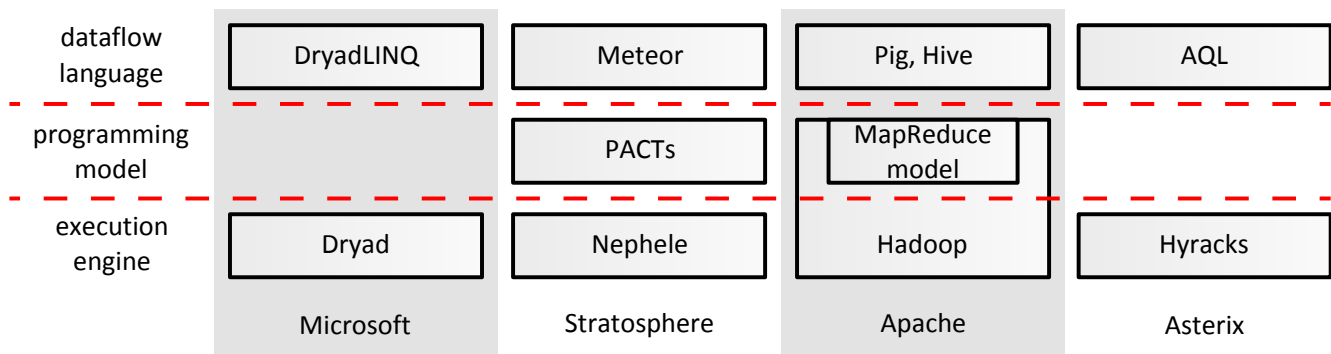 dataflow
language
DryadLINQ
Meteor
Pig, Hive
AQL
programming
model
PACTs
MapReduce
model
execution
engine
Dryad
Nephele
Hadoop
Hyracks
Microsoft
Stratosphere
Apache
Asterix